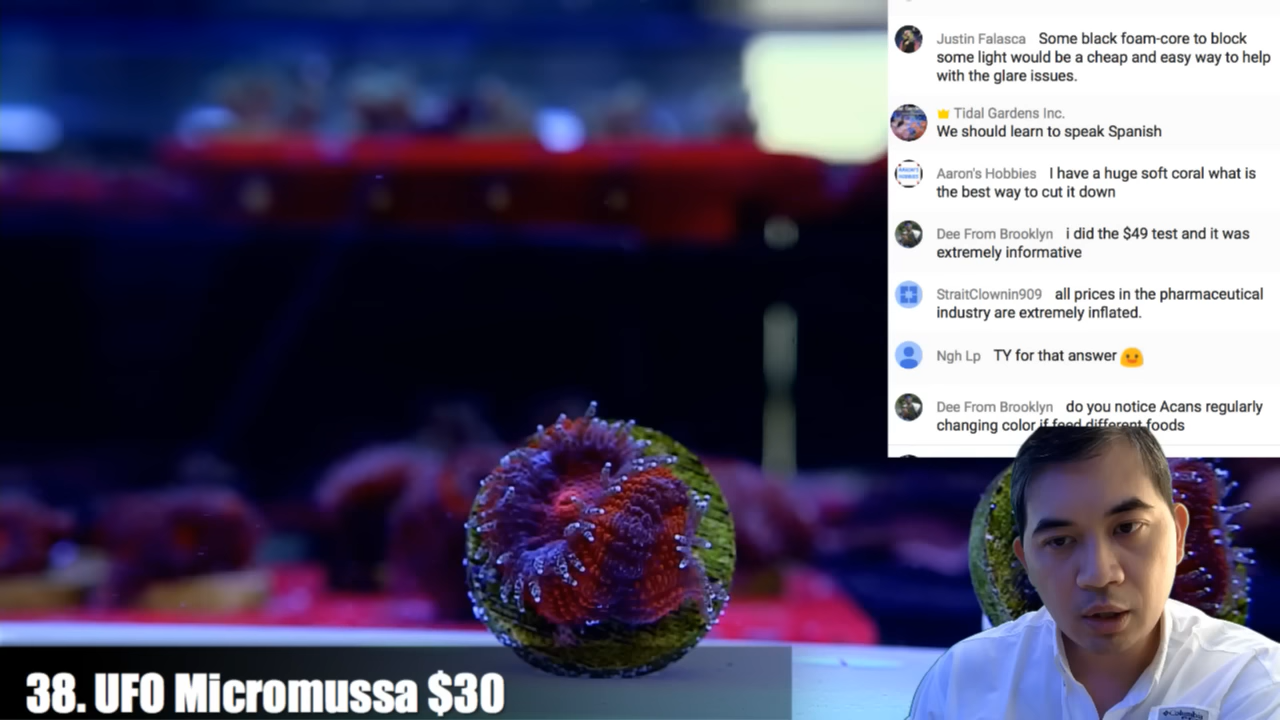 Justin Falasca Some black foam-core to block
some light would be a cheap and easy way to help
with the glare issues.
Tidal Gardens Inc.
We should learn to speak Spanish
Aaron's Hobbies I have a huge soft coral what is
the best way to cut it down
Dee From Brooklyn i did the $49 test and it was
extremely informative
StraitClownin909 all prices in the pharmaceutical
industry are extremely inflated.
Ngh Lp TY for that answer
Dee From Brooklyn do you notice Acans regularly
changing color if feed different foods
38. UFO Micromussa $30
Columbia